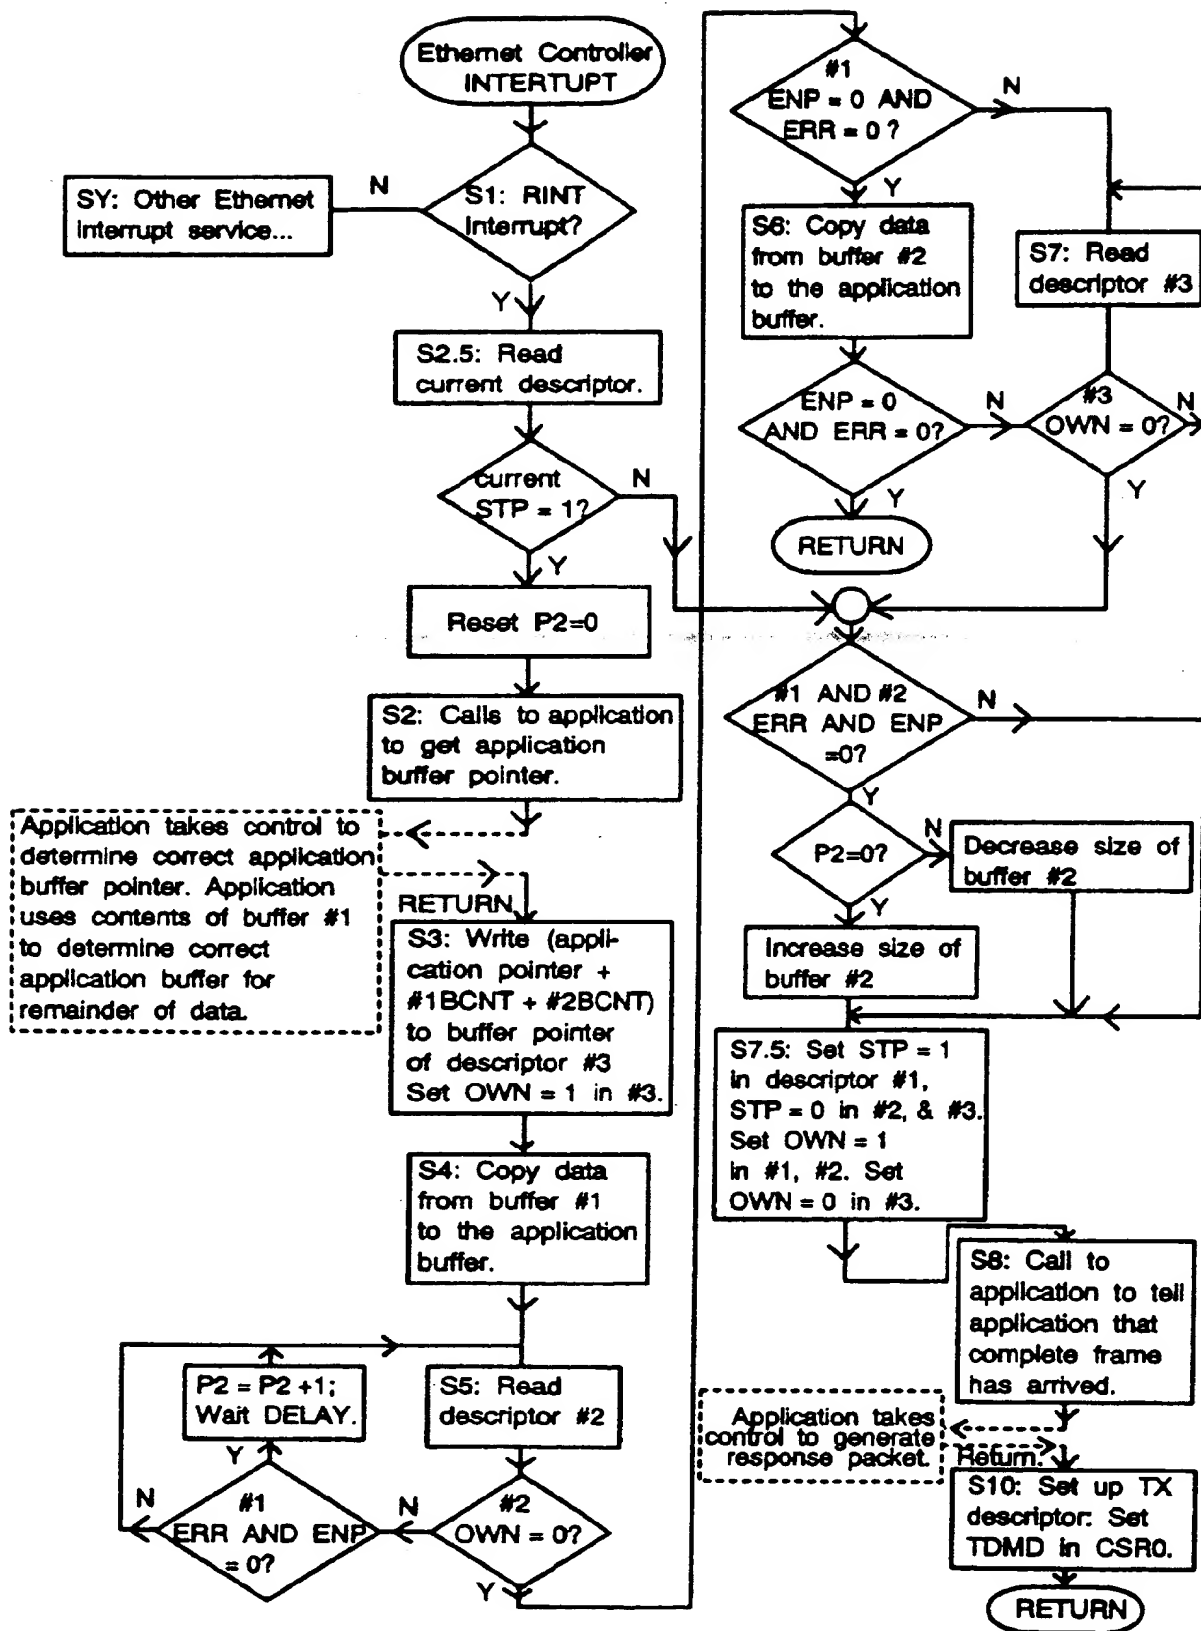 Ethernet Controller
INTERTUPT
S1: RINT
Interrupt?
N
SY: Other Ethernet
interrupt service...
Y
S2.5: Read
current descriptor.
current
STP = 1?
N
Y
Reset P2=0
S2: Calls to application
to get application
buffer pointer.
Application takes control to
determine correct application
buffer pointer. Application
uses contents of buffer #1
to determine correct
application buffer for
remainder of data.
RETURN
S3: Write (appli-
cation pointer +
#1BCNT + #2BCNT)
to buffer pointer
of descriptor #3
Set OWN = 1 in #3.
S4: Copy data
from buffer #1
to the application
buffer.
P2 = P2 +1;
Wait DELAY.
S5: Read
descriptor #2
Y
N
#1
ERR AND ENP
= 0?
N
#2
OWN = 0?
Y
#1
ENP = 0 AND
ERR = 0 ?
N
Y
S6: Copy data
from buffer #2
to the application
buffer.
S7: Read
descriptor #3
ENP = 0
AND ERR = 0?
N
#3
OWN = 0?
N
Y
Y
RETURN
#1 AND #2
ERR AND ENP
=0?
N
Y
P2=0?
N
Decrease size of
buffer #2
Y
Increase size of
buffer #2
S7.5: Set STP = 1
in descriptor #1,
STP = 0 in #2, & #3.
Set OWN = 1
in #1, #2. Set
OWN = 0 in #3.
S8: Call to
application to tell
application that
complete frame
has arrived.
Application takes
control to generate
response packet.
Return.
S10: Set up TX
descriptor: Set
TDMD in CSR0.
RETURN